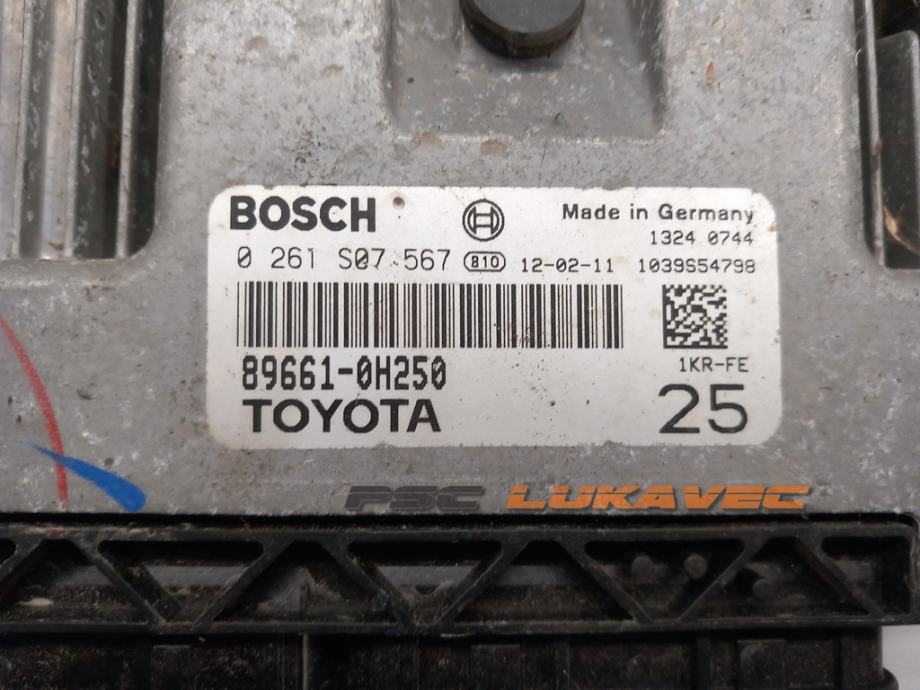 BOSCH
Made in Germany
1324 0744
0 261 S07 567 810 12-02-11 1039S54798
89661-0H250
1KR-FE
TOYOTA
25
PSC LUKAVEC